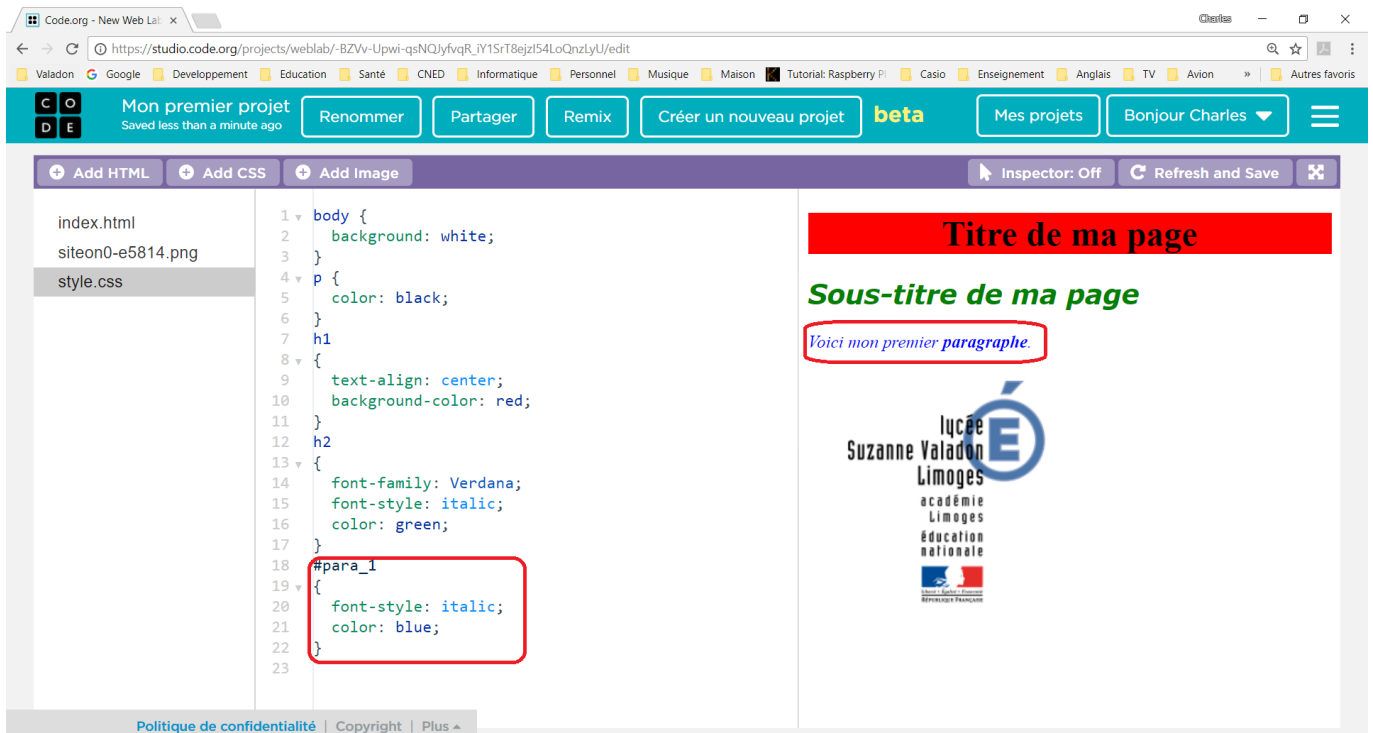 Code.org - New Web Lab
Charles
https://studio.code.org/projects/weblab/-BZVv-Upwi-qsNQJyfvqR_iY1SrT8ejzI54LoQnzLyU/edit
Valadon Google Developpement Education Santé CNED Informatique Personnel Musique Maison Tutorial: Raspberry Pi Casio Enseignement Anglais TV Avion » Autres favoris
CODE
Mon premier projet
Saved less than a minute ago
Renommer Partager Remix Créer un nouveau projet beta Mes projets Bonjour Charles
Add HTML Add CSS Add Image Inspector: Off Refresh and Save
index.html
siteon0-e5814.png
style.css
1 body {
2 background: white;
3 }
4 p {
5 color: black;
6 }
7 h1
8 {
9 text-align: center;
10 background-color: red;
11 }
12 h2
13 {
14 font-family: Verdana;
15 font-style: italic;
16 color: green;
17 }
18 #para_1
19 {
20 font-style: italic;
21 color: blue;
22 }
23
Titre de ma page
Sous-titre de ma page
Voici mon premier paragraphe.
lycée
Suzanne Valadon
Limoges
académie
Limoges
éducation
nationale
Liberté • Égalité • Fraternité
RÉPUBLIQUE FRANÇAISE
Politique de confidentialité | Copyright | Plus